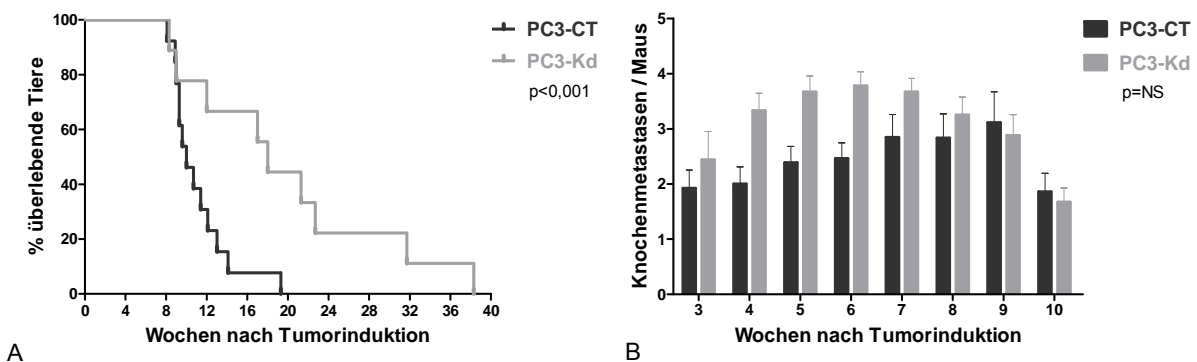 % überlebende Tiere
100
80
60
40
20
0
0 4 8 12 16 20 24 28 32 36 40
Wochen nach Tumorinduktion
PC3-CT
PC3-Kd
p<0,001
A
Knochenmetastasen / Maus
5
4
3
2
1
0
3 4 5 6 7 8 9 10
Wochen nach Tumorinduktion
PC3-CT
PC3-Kd
p=NS
B